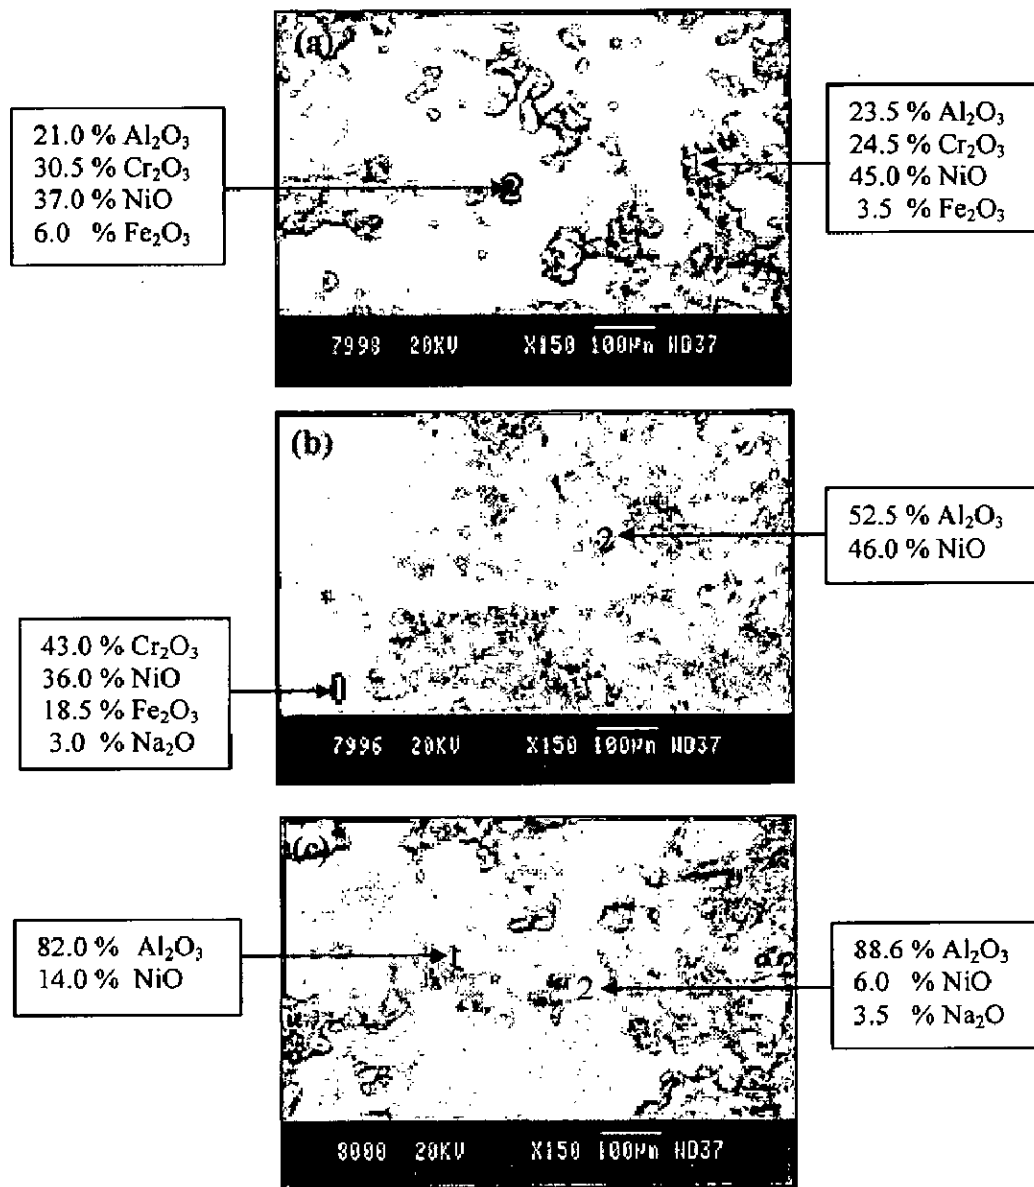 (a)
21.0 % Al₂O₃
30.5 % Cr₂O₃
37.0 % NiO
6.0 % Fe₂O₃
2
1
23.5 % Al₂O₃
24.5 % Cr₂O₃
45.0 % NiO
3.5 % Fe₂O₃
7998 20KV X150 100µm WD37
(b)
2
52.5 % Al₂O₃
46.0 % NiO
43.0 % Cr₂O₃
36.0 % NiO
18.5 % Fe₂O₃
3.0 % Na₂O
1
7996 20KV X150 100µm WD37
(c)
82.0 % Al₂O₃
14.0 % NiO
1
2
88.6 % Al₂O₃
6.0 % NiO
3.5 % Na₂O
8000 20KV X150 100µm WD37